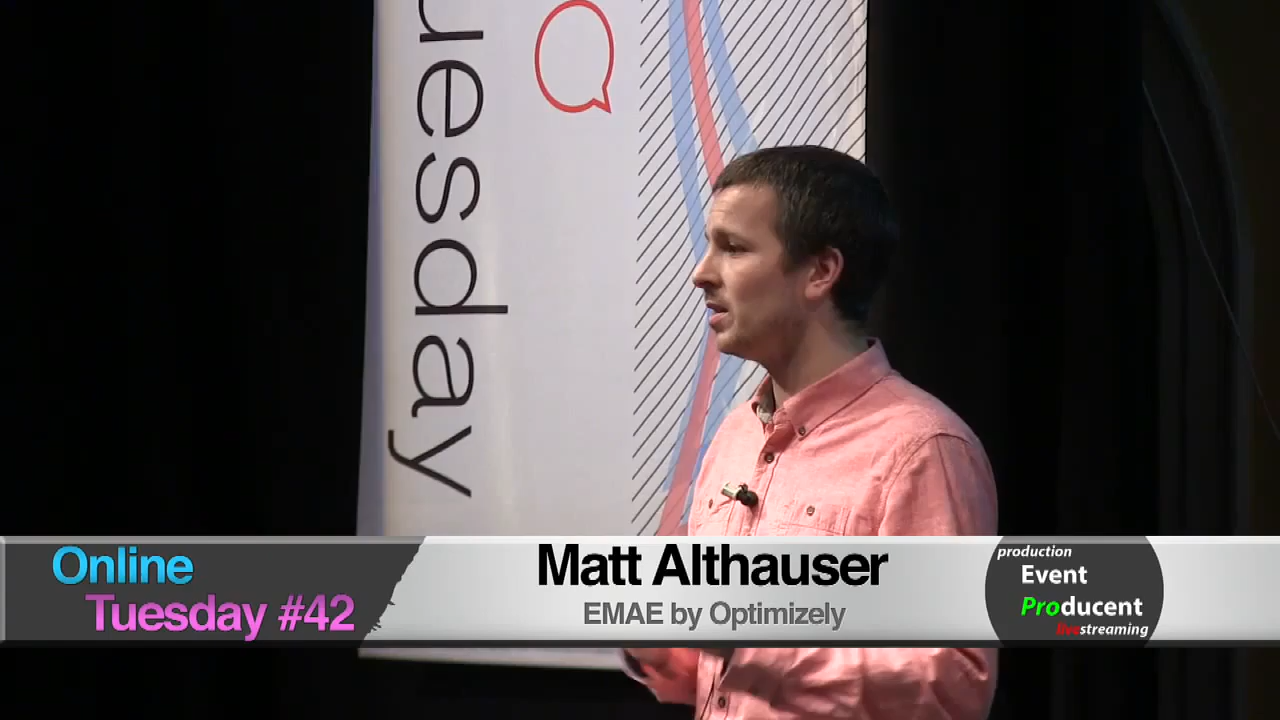 uesday
Online
Tuesday #42
Matt Althauser
EMAE by Optimizely
production
Event
Producent
livestreaming